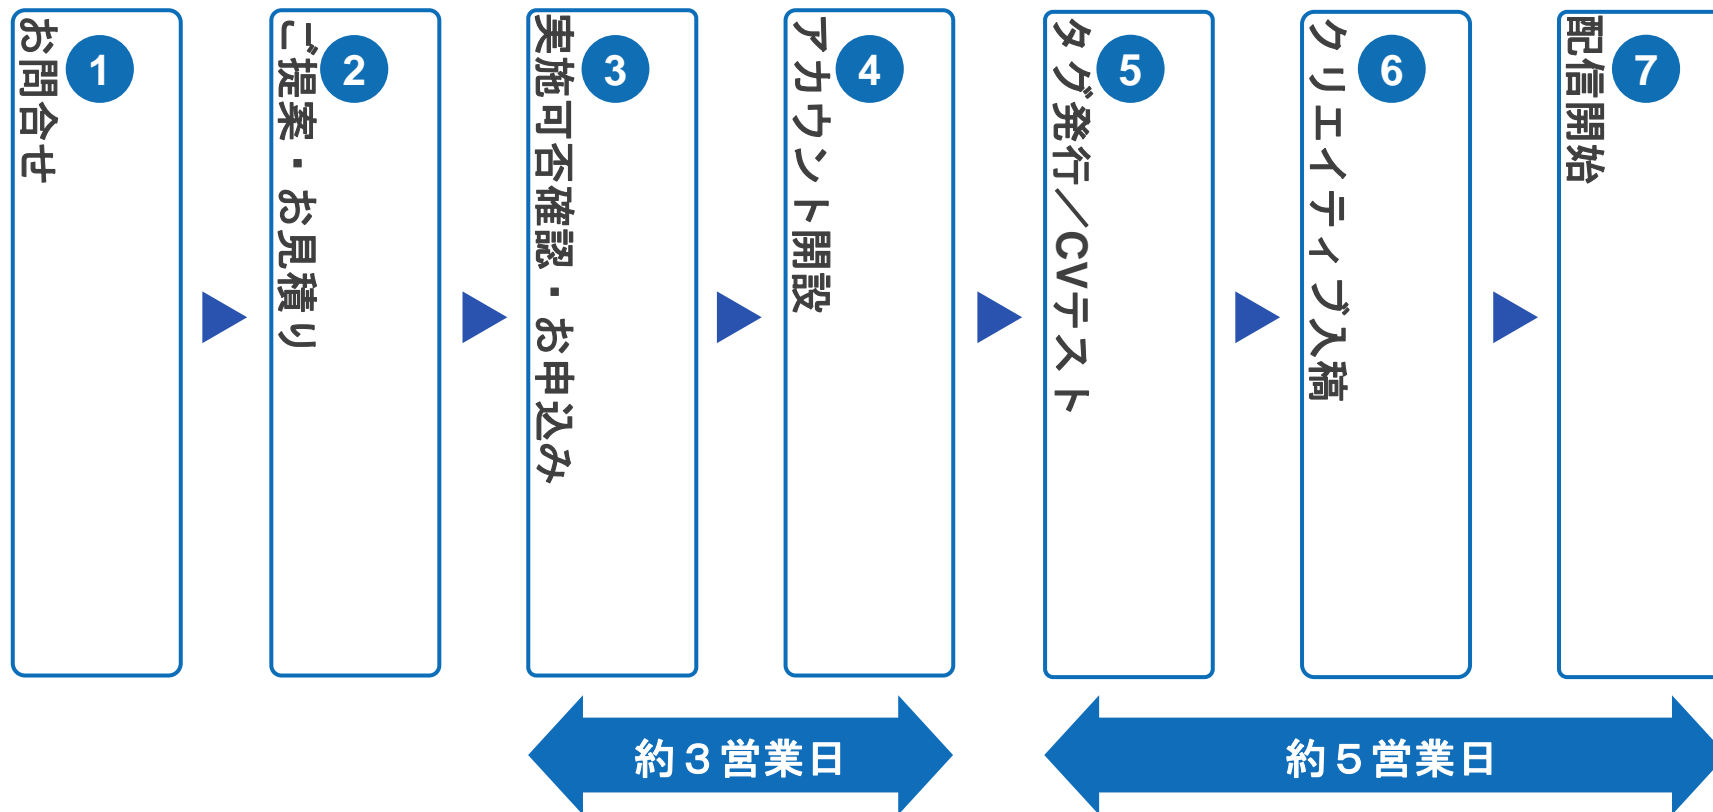 1
お問合せ
2
ご提案・お見積り
3
実施可否確認・お申込み
4
アカウント開設
5
タグ発行／CVテスト
6
クリエイティブ入稿
7
配信開始
約３営業日
約５営業日